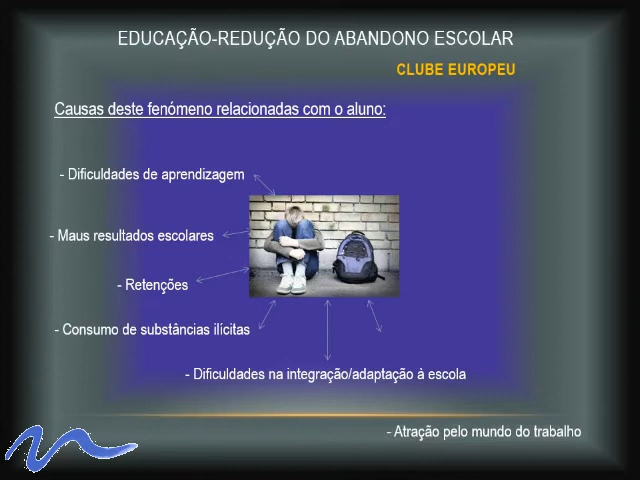 EDUCAÇÃO-REDUÇÃO DO ABANDONO ESCOLAR
CLUBE EUROPEU
Causas deste fenómeno relacionadas com o aluno:
- Dificuldades de aprendizagem
- Maus resultados escolares
- Retenções
- Consumo de substâncias ilícitas
- Dificuldades na integração/adaptação à escola
- Atração pelo mundo do trabalho